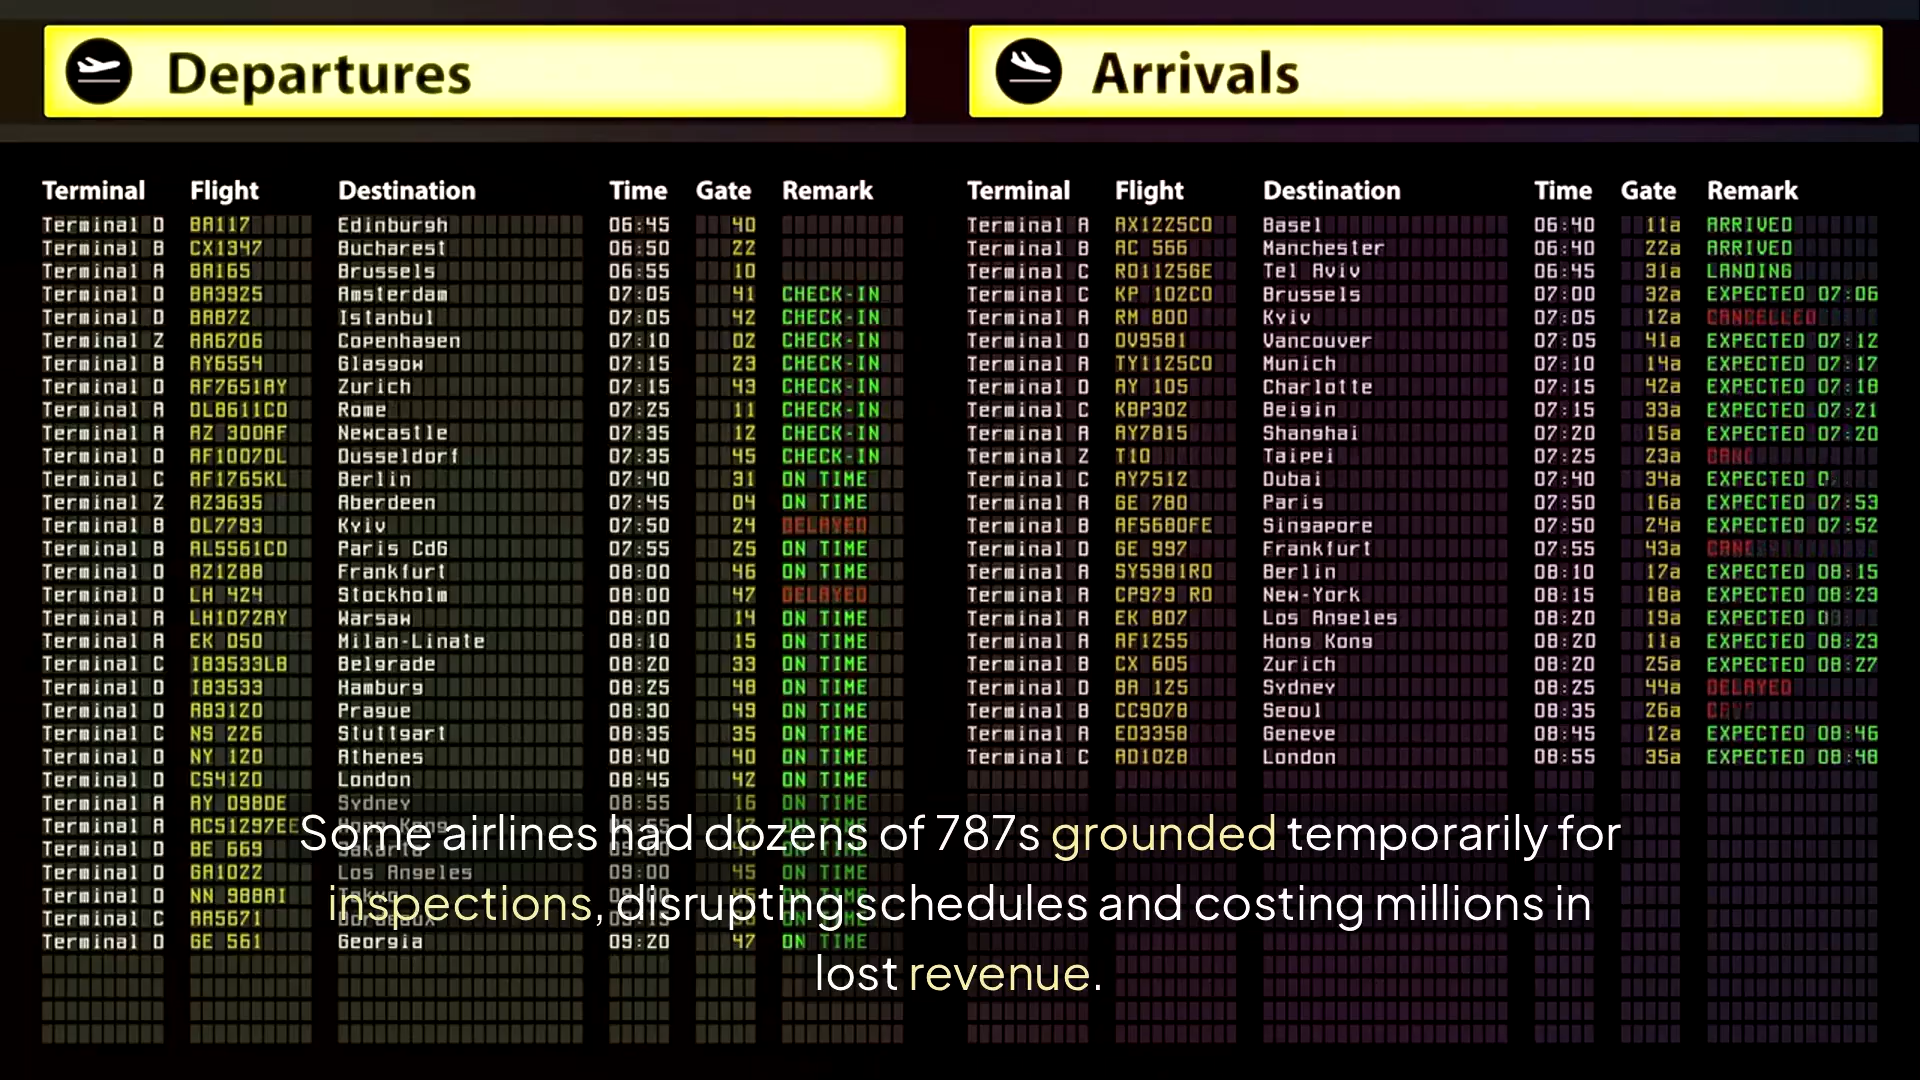 Departures
Arrivals
Terminal Flight Destination Time Gate Remark
Terminal D BA117 Edinburgh 06:45 40
Terminal B CX1347 Bucharest 06:50 22
Terminal A BA165 Brussels 06:55 10
Terminal D BA3925 Amsterdam 07:05 41 CHECK-IN
Terminal D BA872 Istanbul 07:05 42 CHECK-IN
Terminal Z AA6706 Copenhagen 07:10 02 CHECK-IN
Terminal B AY6554 Glasgow 07:15 23 CHECK-IN
Terminal D AF7651AY Zurich 07:15 43 CHECK-IN
Terminal A DL8611CO Rome 07:25 11 CHECK-IN
Terminal A AZ 300AF Newcastle 07:35 12 CHECK-IN
Terminal D AF1007DL Dusseldorf 07:35 45 CHECK-IN
Terminal C AF1765KL Berlin 07:40 31 ON TIME
Terminal Z AZ3635 Aberdeen 07:45 04 ON TIME
Terminal B DL7793 Kyiv 07:50 24 DELAYED
Terminal B AL5561CO Paris CdG 07:55 25 ON TIME
Terminal D AZ1288 Frankfurt 08:00 46 ON TIME
Terminal D LH 424 Stockholm 08:00 47 DELAYED
Terminal A LH1072AY Warsaw 08:00 14 ON TIME
Terminal A EK 050 Milan-Linate 08:10 15 ON TIME
Terminal C IB3533LB Belgrade 08:20 33 ON TIME
Terminal D IB3533 Hamburg 08:25 48 ON TIME
Terminal D AB3120 Prague 08:30 49 ON TIME
Terminal C NS 226 Stuttgart 08:35 35 ON TIME
Terminal D NY 120 Athenes 08:40 40 ON TIME
Terminal D CS4120 London 08:45 42 ON TIME
Terminal A AY 098DE Sydney 08:55 16 ON TIME
Terminal A AC51297EE Hong Kong
Terminal D BE 669
Terminal D GA1022 Los Angeles 09:00 45 ON TIME
Terminal D NN 988AI Tokyo
Terminal C AA5671 Bordeaux
Terminal D GE 561 Georgia 09:20 47 ON TIME
Terminal Flight Destination Time Gate Remark
Terminal A AX1225CO Basel 06:40 11a ARRIVED
Terminal B AC 566 Manchester 06:40 22a ARRIVED
Terminal C RO1125GE Tel Aviv 06:45 31a LANDING
Terminal C KP 102CO Brussels 07:00 32a EXPECTED 07:06
Terminal A RM 800 Kyiv 07:05 12a CANCELLED
Terminal D OV9581 Vancouver 07:05 41a EXPECTED 07:12
Terminal A TY1125CO Munich 07:10 14a EXPECTED 07:17
Terminal D AY 105 Charlotte 07:15 42a EXPECTED 07:18
Terminal C KBP302 Beigin 07:15 33a EXPECTED 07:21
Terminal A AY7815 Shanghai 07:20 15a EXPECTED 07:20
Terminal Z T10 Taipei 07:25 23a CANC
Terminal C AY7512 Dubai 07:40 34a EXPECTED 0
Terminal A GE 780 Paris 07:50 16a EXPECTED 07:53
Terminal B AF5680FE Singapore 07:50 24a EXPECTED 07:52
Terminal D GE 997 Frankfurt 07:55 43a CANC
Terminal A SY5981RO Berlin 08:10 17a EXPECTED 08:15
Terminal A CP979 RO New-York 08:15 18a EXPECTED 08:23
Terminal A EK 807 Los Angeles 08:20 19a EXPECTED 0
Terminal A AF1255 Hong Kong 08:20 11a EXPECTED 08:23
Terminal B CX 605 Zurich 08:20 25a EXPECTED 08:27
Terminal D BA 125 Sydney 08:25 44a DELAYED
Terminal B CC9078 Seoul 08:35 26a
Terminal A ED3358 Geneve 08:45 12a EXPECTED 08:46
Terminal C AD1028 London 08:55 35a EXPECTED 08:48
Some airlines had dozens of 787s grounded temporarily for
inspections, disrupting schedules and costing millions in
lost revenue.